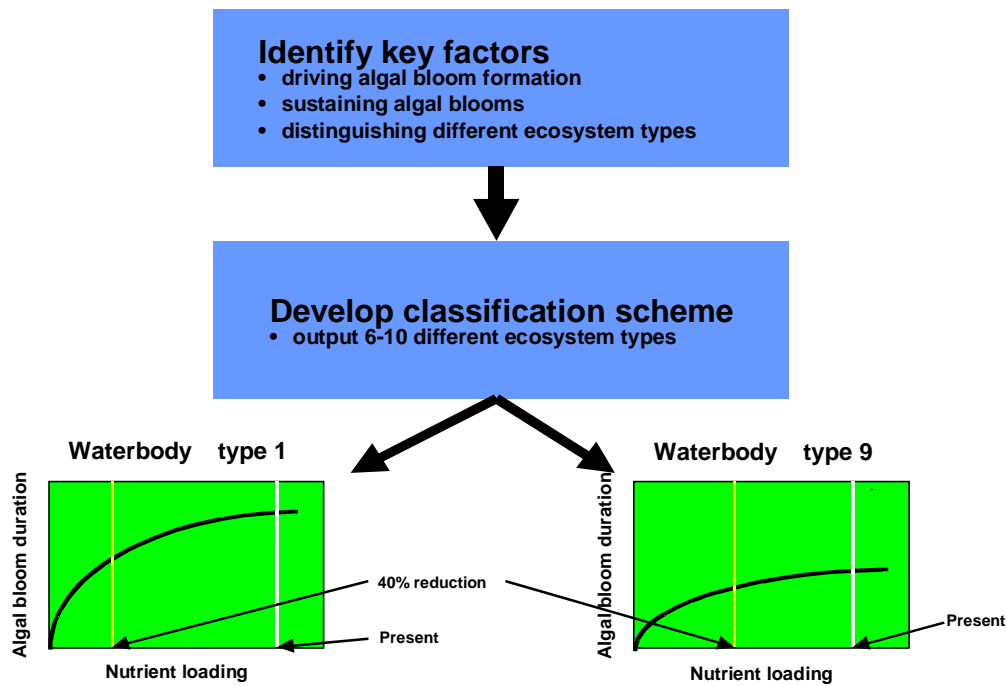 Identify key factors
• driving algal bloom formation
• sustaining algal blooms
• distinguishing different ecosystem types
Develop classification scheme
• output 6-10 different ecosystem types
Waterbody type 1
Algal bloom duration
Nutrient loading
40% reduction
Present
Waterbody type 9
Algal bloom duration
Nutrient loading
Present